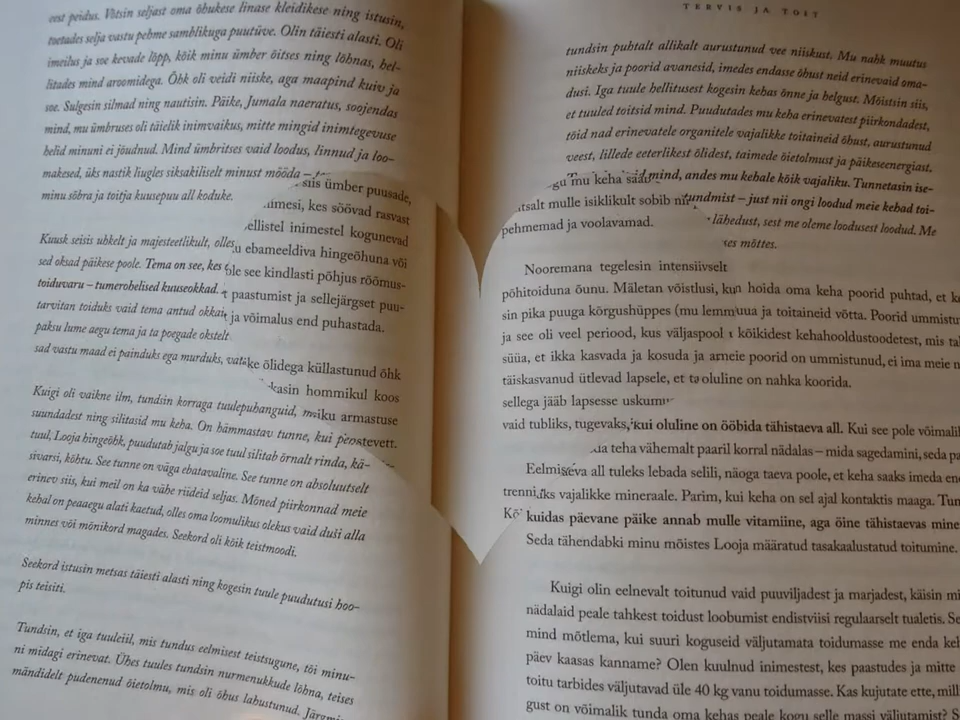 eest peidus. Võtsin seljast oma õhukese linase kleidikese ning istusin,
toetades selja vastu pehme samblikuga puutüve. Olin täiesti alasti. Oli
imeilus ja soe kevade lõpp, kõik minu ümber õitses ning lõhnas, hel-
litades mind aroomidega. Õhk oli veidi niiske, aga maapind kuiv ja
soe. Sulgesin silmad ning nautisin. Päike, Jumala naeratus, soojendas
mind, mu ümbruses oli täielik inimvaikus, mitte mingid inimtegevuse
helid minuni ei jõudnud. Mind ümbritses vaid loodus, linnud ja loo-
makesed, üks nastik liugles siksakiliselt minust mööda –
minu sõbra ja toitja kuusepuu all koduke.
siis ümber puusade,
inimesi, kes söövad rasvast
ellistel inimestel kogunevad
Kuusk seisis uhkelt ja majesteetlikult, olles
u ebameeldiva hingeõhuna või
sed oksad päikese poole. Tema on see, kes
ole see kindlasti põhjus rõõmus-
toiduvaru – tumerohelised kuuseokkad.
t paastumist ja sellejärgset puu-
tarvitan toiduks vaid tema antud okkait
ja võimalus end puhastada.
paksu lume aegu tema ja ta poegade okstelt
sad vastu maad ei painduks ega murduks,
ke õlidega küllastunud õhk
kasin hommikul koos
Kuigi oli vaikne ilm, tundsin korraga tuulepuhanguid, m
iku armastuse
suundadest ning silitasid mu keha. On hämmastav tunne, kui
stevett.
tuul, Looja hingeõhk, puudutab jalgu ja soe tuul silitab õrnalt rinda, kä-
sivarsi, kõhtu. See tunne on väga ebatavaline. See tunne on absoluutselt
erinev siis, kui meil on ka vähe riideid seljas. Mõned piirkonnad meie
kehal on peaaegu alati kaetud, olles oma loomulikus olekus vaid duši alla
minnes või mõnikord magades. Seekord oli kõik teistmoodi.
Seekord istusin metsas täiesti alasti ning kogesin tuule puudutusi hoo-
pis teisiti.
Tundsin, et iga tuuleiil, mis tundus eelmisest teistsugune, tõi minu-
ni midagi erinevat. Ühes tuules tundsin nurmenukkude lõhna, teises
mändidelt pudenenud õietolmu, mis oli õhus lahustunud.
TERVIS JA TOIT
tundsin puhtalt allikalt aurustunud vee niiskust. Mu nahk muutus
niiskeks ja poorid avanesid, imedes endasse õhust neid erinevaid oma-
dusi. Iga tuule hellitusest kogesin kehas õnne ja helgust. Mõistsin siis,
et tuuled toitsid mind. Puudutades mu keha erinevatest piirkondadest,
tõid nad erinevatele organitele vajalikke toitaineid õhust, aurustunud
veest, lillede eeterlikest õlidest, taimede õietolmust ja päikeseenergiast.
gu mu keha
mind, andes mu kehale kõik vajaliku. Tunnetasin ise-
itsalt mulle isiklikult sobib
tundmist – just nii ongi loodud meie kehad toi-
pehmemad ja voolavamad.
lähedust, sest me oleme loodusest loodud. Me
mõttes.
Nooremana tegelesin intensiivselt
põhitoiduna õunu. Mäletan võistlusi, ku
hoida oma keha poorid puhtad, et
sin pika puuga kõrgushüppes (mu lemm
uua ja toitaineid võtta. Poorid
ja see oli veel periood, kus väljaspool
kõikidest kehahooldustoodetest, mis
süüa, et ikka kasvada ja kosuda ja a
meie poorid on ummistunud, ei ima meie
täiskasvanud ütlevad lapsele, et ta
oluline on nahka koorida.
sellega jääb lapsesse
vaid tubliks, tugevaks,
kui oluline on ööbida tähistaeva all. Kui see pole
da teha vähemalt paaril korral nädalas – mida sagedamini, seda
Eelmis
eva all tuleks lebada selili, näoga taeva poole, et keha saaks imeda
trenni,
ks vajalikke mineraale. Parim, kui keha on sel ajal kontaktis maaga.
kuidas päevane päike annab mulle vitamiine, aga öine tähistaevas
Seda tähendabki minu mõistes Looja määratud tasakaalustatud toitumine.
Kuigi olin eelnevalt toitunud vaid puuviljadest ja marjadest, käisin
nädalaid peale tahkest toidust loobumist endistviisi regulaarselt tualetis.
mind mõtlema, kui suuri koguseid väljutamata toidumasse me enda
päev kaasas kanname? Olen kuulnud inimestest, kes paastudes ja mitte
toitu tarbides väljutavad üle 40 kg vanu toidumasse. Kas kujutate ette,
gust on võimalik tunda oma kehas peale kogu selle massi väljutamist?